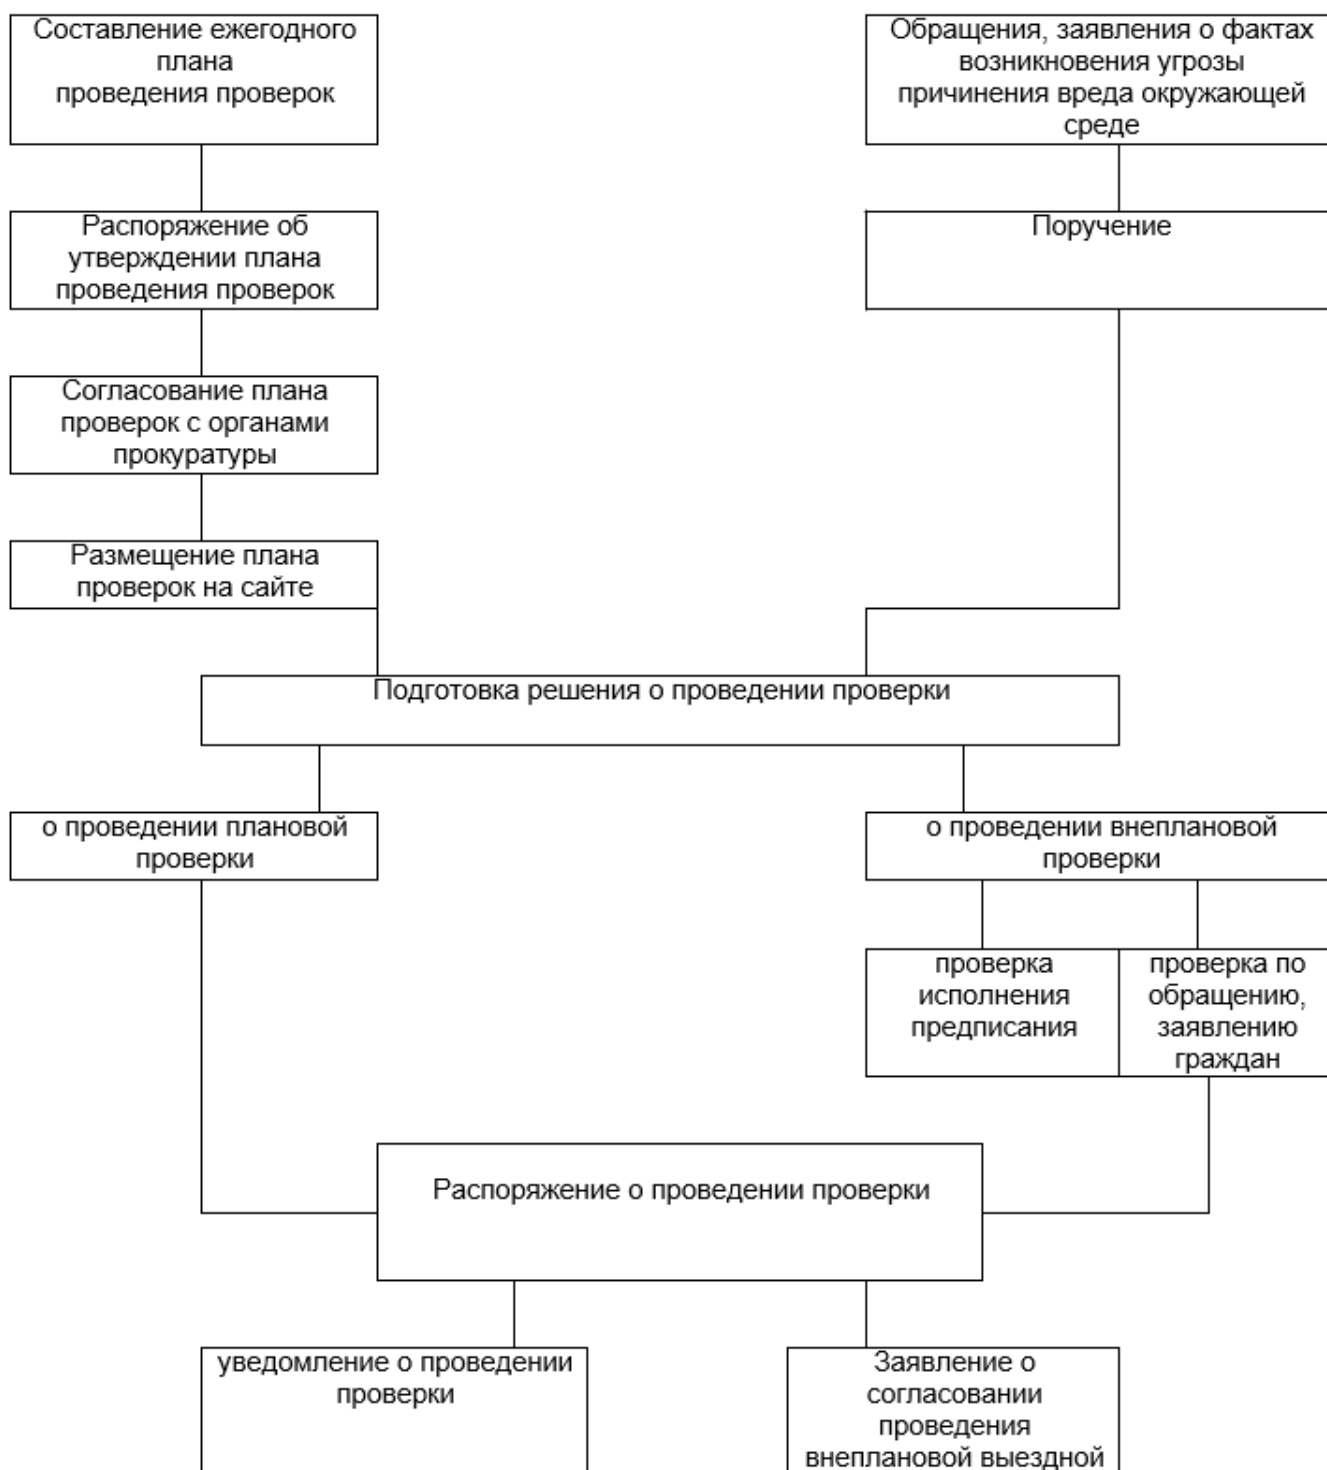 Составление ежегодного
плана
проведения проверок
Обращения, заявления о фактах
возникновения угрозы
причинения вреда окружающей
среде
Распоряжение об
утверждении плана
проведения проверок
Поручение
Согласование плана
проверок с органами
прокуратуры
Размещение плана
проверок на сайте
Подготовка решения о проведении проверки
о проведении плановой
проверки
о проведении внеплановой
проверки
проверка
исполнения
предписания
проверка по
обращению,
заявлению
граждан
Распоряжение о проведении проверки
уведомление о проведении
проверки
Заявление о
согласовании
проведения
внеплановой выездной